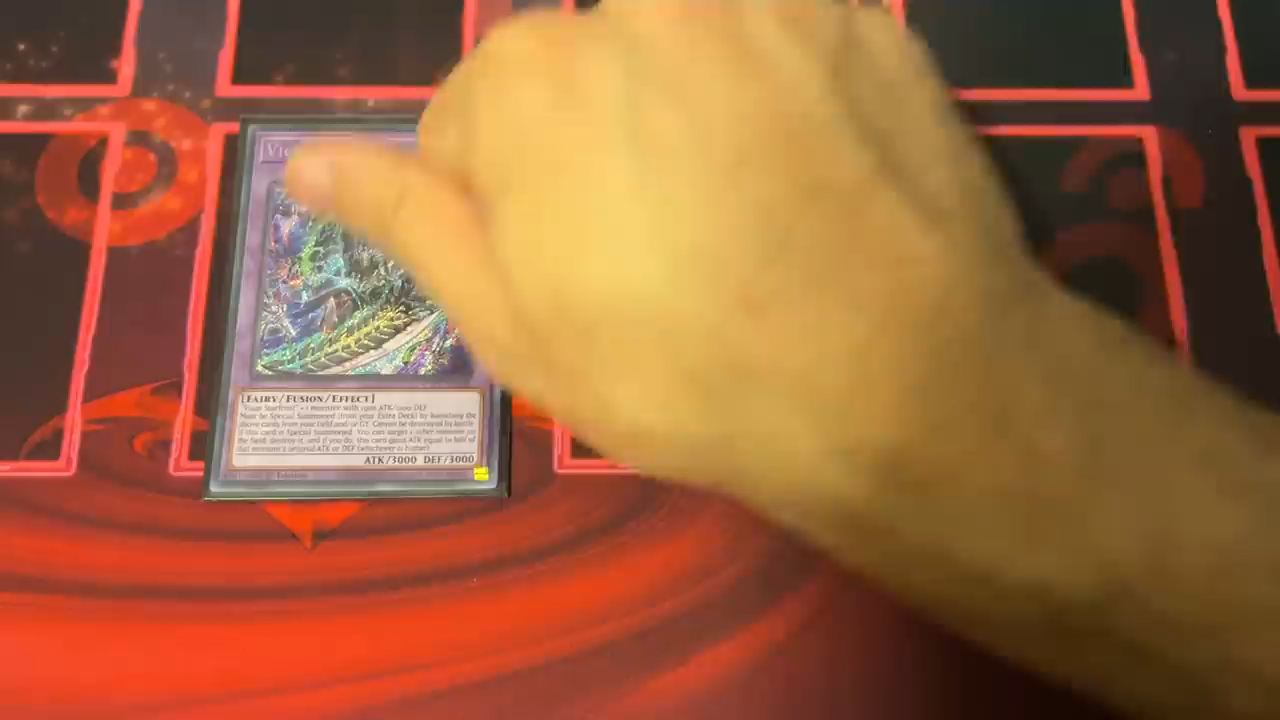 [FAIRY/FUSION/EFFECT]
"Visas Starfrost" + 1 monster with 1500 ATK/2100 DEF
Must be Special Summoned (from your Extra Deck) by banishing the
above cards from your field and/or GY. Cannot be destroyed by battle
if this card is Special Summoned. You can target 1 other monster on
the field; destroy it, and if you do, this card gains ATK equal to half of
that monster's original ATK or DEF (whichever is higher).
ATK/3000 DEF/3000
Edition